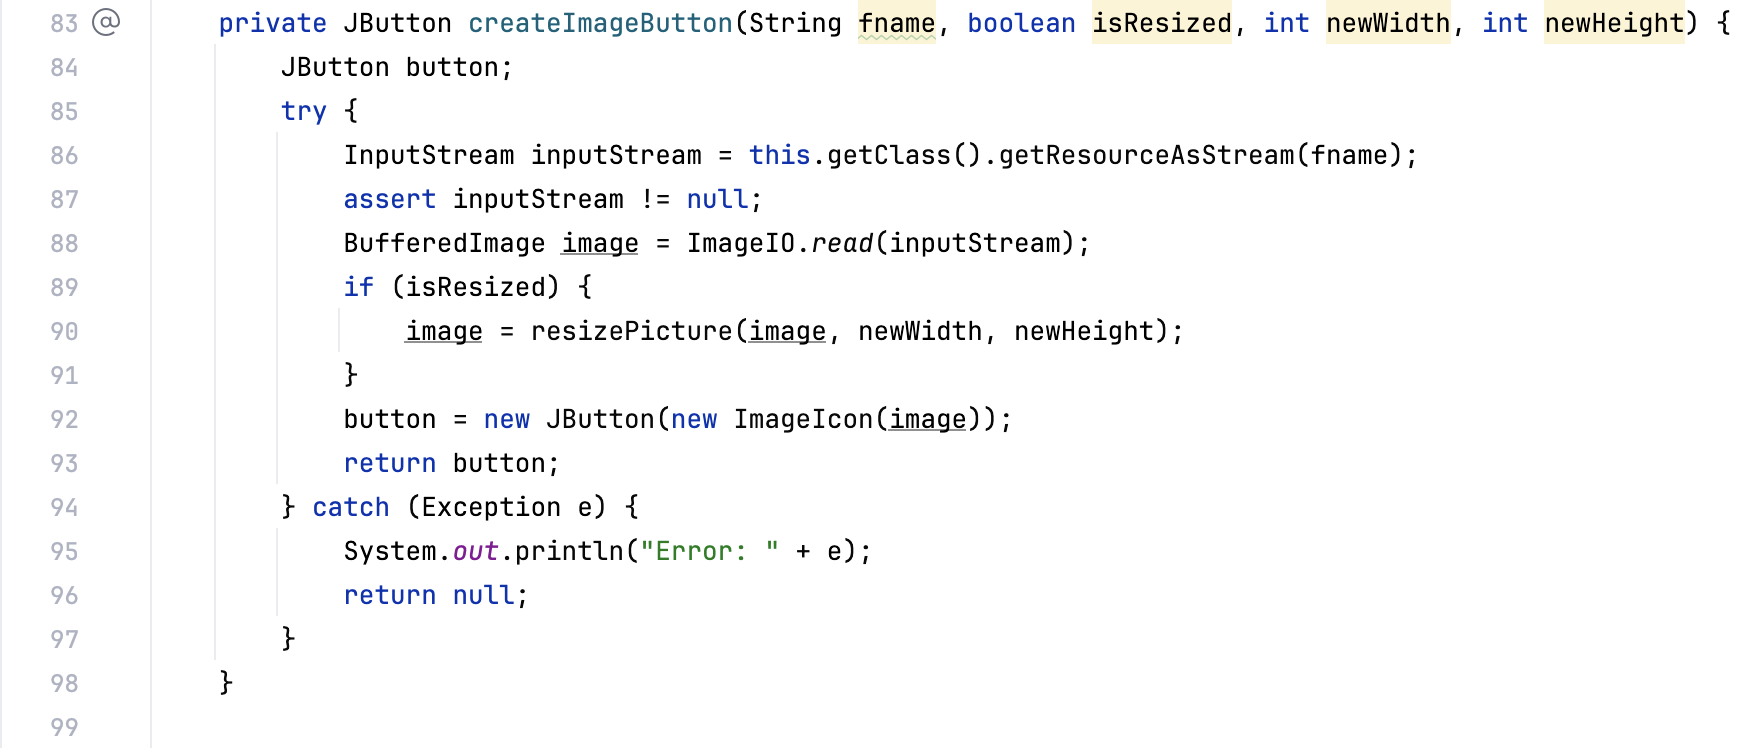 83 @ private JButton createImageButton(String fname, boolean isResized, int newWidth, int newHeight) {
84 JButton button;
85 try {
86 InputStream inputStream = this.getClass().getResourceAsStream(fname);
87 assert inputStream != null;
88 BufferedImage image = ImageIO.read(inputStream);
89 if (isResized) {
90 image = resizePicture(image, newWidth, newHeight);
91 }
92 button = new JButton(new ImageIcon(image));
93 return button;
94 } catch (Exception e) {
95 System.out.println("Error: " + e);
96 return null;
97 }
98 }
99